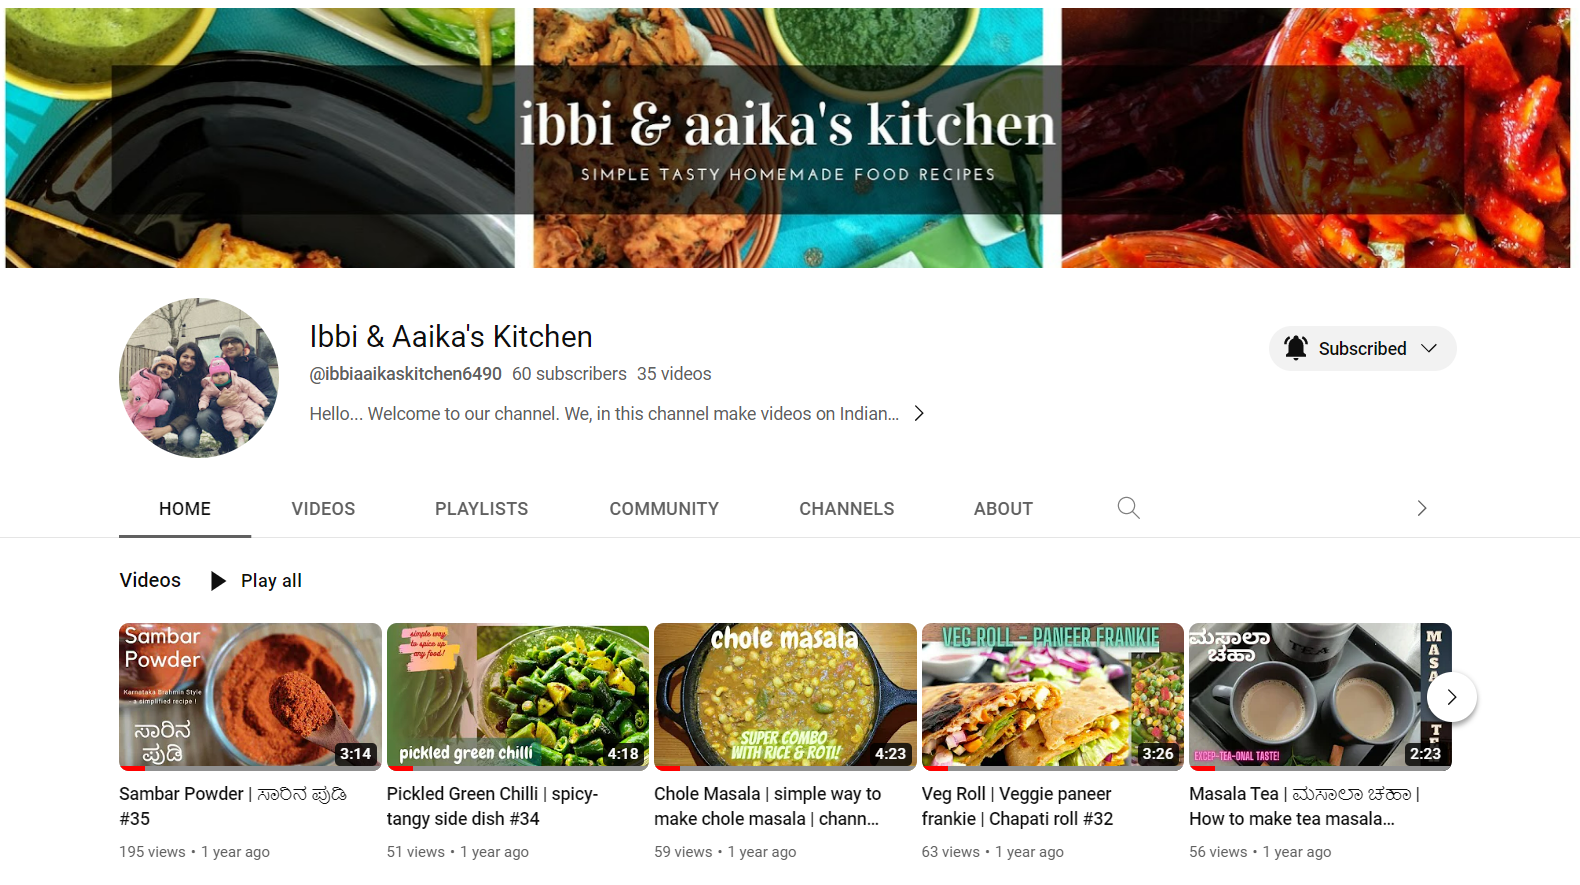 ibbi & aaika's kitchen
SIMPLE TASTY HOMEMADE FOOD RECIPES
Ibbi & Aaika's Kitchen
Subscribed
@ibbiaaikaskitchen6490 60 subscribers 35 videos
Hello... Welcome to our channel. We, in this channel make videos on Indian...
HOME VIDEOS PLAYLISTS COMMUNITY CHANNELS ABOUT
Videos Play all
Sambar
Powder
Karnataka Brahmin Style
a simplified recipe !
ಸಾರಿನ
ಪುಡಿ
3:14
simple way
to spice up
any food!
pickled green chilli
4:18
chole masala
SUPER COMBO
WITH RICE & ROTI!
4:23
VEG ROLL - PANEER FRANKIE
3:26
ಮಸಾಲಾ
ಚಹಾ
TEA
EXCEP-TEA-ONAL TASTE!
2:23
Sambar Powder | ಸಾರಿನ ಪುಡಿ
#35
195 views • 1 year ago
Pickled Green Chilli | spicy-
tangy side dish #34
51 views • 1 year ago
Chole Masala | simple way to
make chole masala | chann...
59 views • 1 year ago
Veg Roll | Veggie paneer
frankie | Chapati roll #32
63 views • 1 year ago
Masala Tea | ಮಸಾಲಾ ಚಹಾ |
How to make tea masala...
56 views • 1 year ago